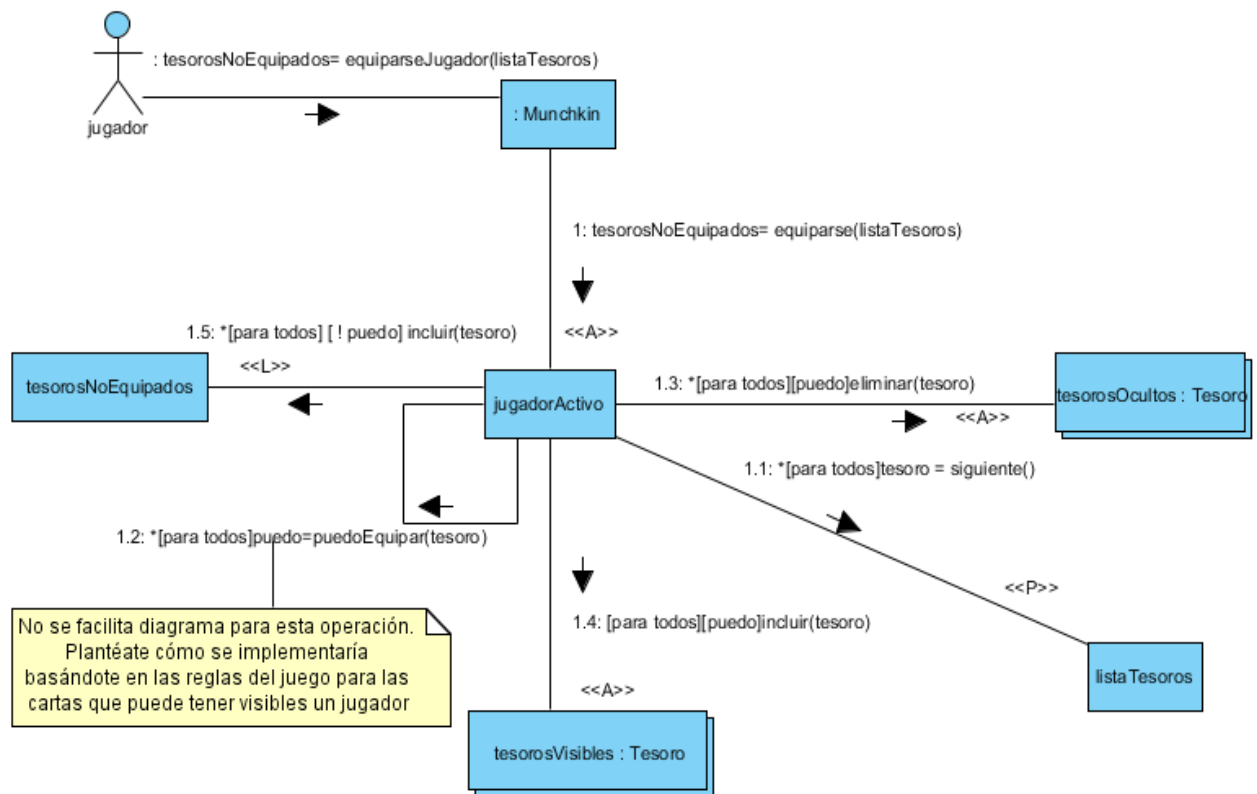 : tesorosNoEquipados= equiparseJugador(listaTesoros)
jugador
: Munchkin
1: tesorosNoEquipados= equiparse(listaTesoros)
<<A>>
1.5: *[para todos] [ ! puedo] incluir(tesoro)
<<L>>
tesorosNoEquipados
jugadorActivo
1.3: *[para todos][puedo]eliminar(tesoro)
<<A>>
tesorosOcultos : Tesoro
1.1: *[para todos]tesoro = siguiente()
<<P>>
listaTesoros
1.2: *[para todos]puedo=puedoEquipar(tesoro)
No se facilita diagrama para esta operación.
Plantéate cómo se implementaría
basándote en las reglas del juego para las
cartas que puede tener visibles un jugador
1.4: [para todos][puedo]incluir(tesoro)
<<A>>
tesorosVisibles : Tesoro